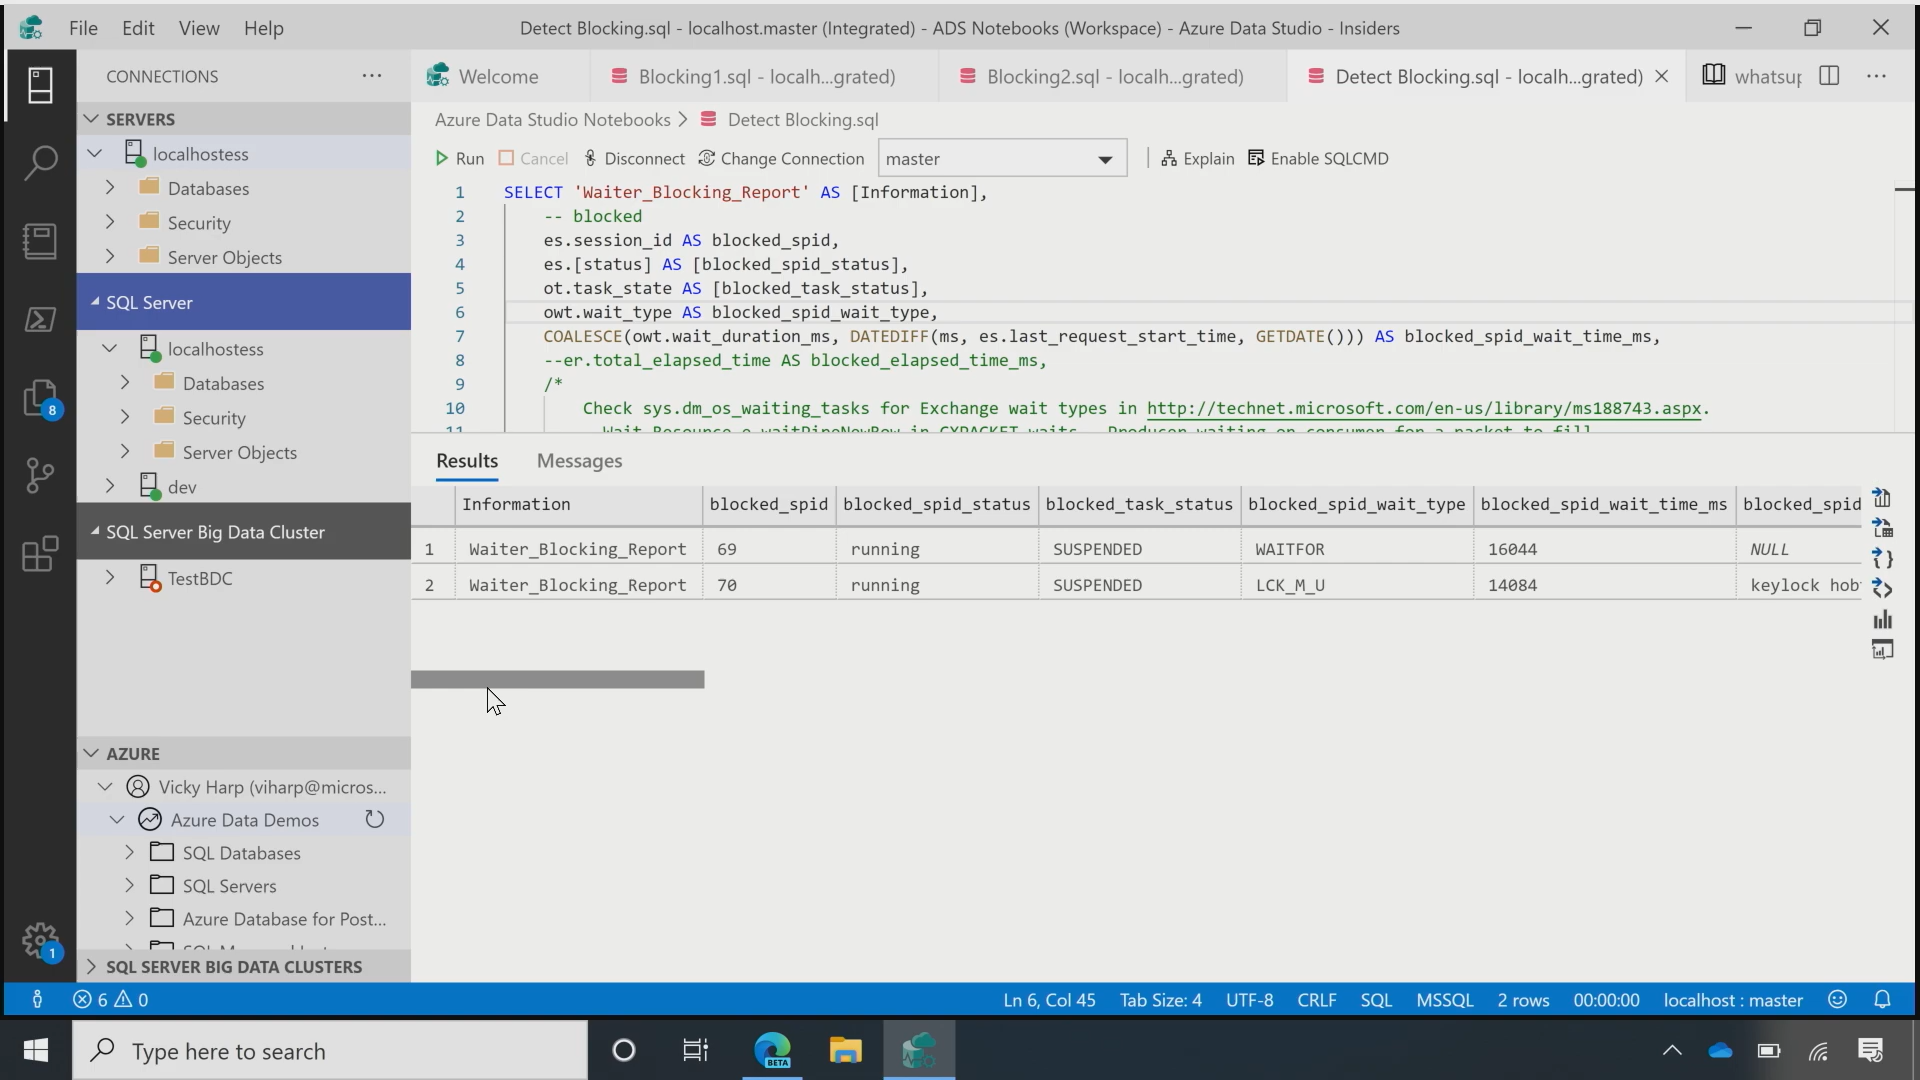 File Edit View Help
Detect Blocking.sql - localhost.master (Integrated) - ADS Notebooks (Workspace) - Azure Data Studio - Insiders
CONNECTIONS
SERVERS
localhostess
Databases
Security
Server Objects
SQL Server
localhostess
Databases
Security
Server Objects
dev
SQL Server Big Data Cluster
TestBDC
AZURE
Vicky Harp (viharp@micros...
Azure Data Demos
SQL Databases
SQL Servers
Azure Database for Post...
SQL SERVER BIG DATA CLUSTERS
8
1
Welcome
Blocking1.sql - localh...grated)
Blocking2.sql - localh...grated)
Detect Blocking.sql - localh...grated)
whatsup
Azure Data Studio Notebooks > Detect Blocking.sql
Run Cancel Disconnect Change Connection master Explain Enable SQLCMD
1 SELECT 'Waiter_Blocking_Report' AS [Information],
2 -- blocked
3 es.session_id AS blocked_spid,
4 es.[status] AS [blocked_spid_status],
5 ot.task_state AS [blocked_task_status],
6 owt.wait_type AS blocked_spid_wait_type,
7 COALESCE(owt.wait_duration_ms, DATEDIFF(ms, es.last_request_start_time, GETDATE())) AS blocked_spid_wait_time_ms,
8 --er.total_elapsed_time AS blocked_elapsed_time_ms,
9 /*
10 Check sys.dm_os_waiting_tasks for Exchange wait types in http://technet.microsoft.com/en-us/library/ms188743.aspx.
Results Messages
Information blocked_spid blocked_spid_status blocked_task_status blocked_spid_wait_type blocked_spid_wait_time_ms blocked_spid
1 Waiter_Blocking_Report 69 running SUSPENDED WAITFOR 16044 NULL
2 Waiter_Blocking_Report 70 running SUSPENDED LCK_M_U 14084 keylock hob
6 0
Ln 6, Col 45 Tab Size: 4 UTF-8 CRLF SQL MSSQL 2 rows 00:00:00 localhost : master
Type here to search
BETA